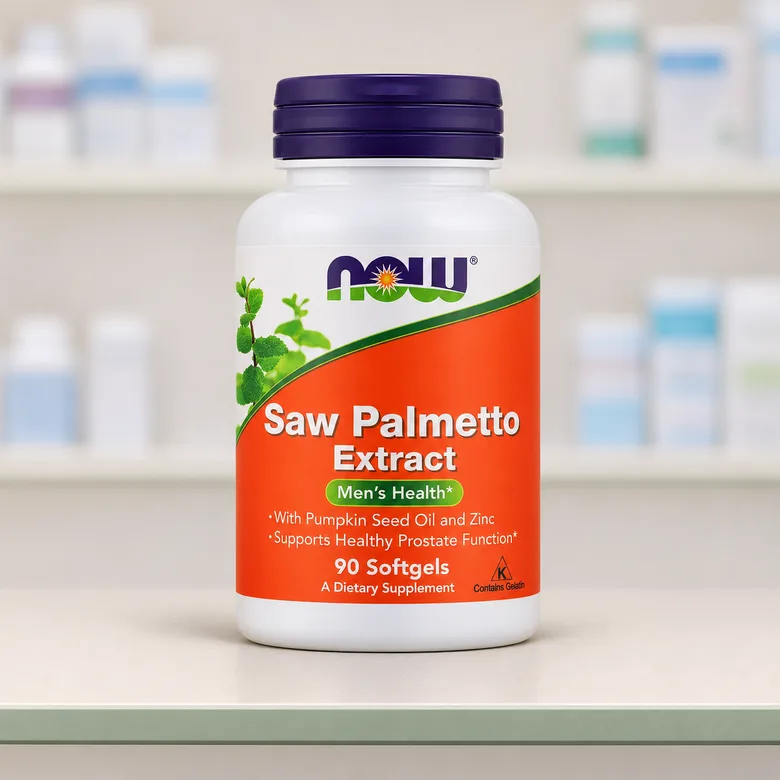 now®
Saw Palmetto
Extract
Men's Health*
•With Pumpkin Seed Oil and Zinc
•Supports Healthy Prostate Function*
90 Softgels
A Dietary Supplement
K
Contains Gelatin